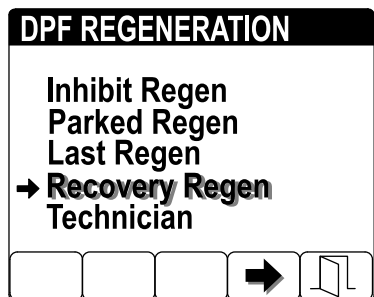 DPF REGENERATION
Inhibit Regen
Parked Regen
Last Regen
Recovery Regen
Technician